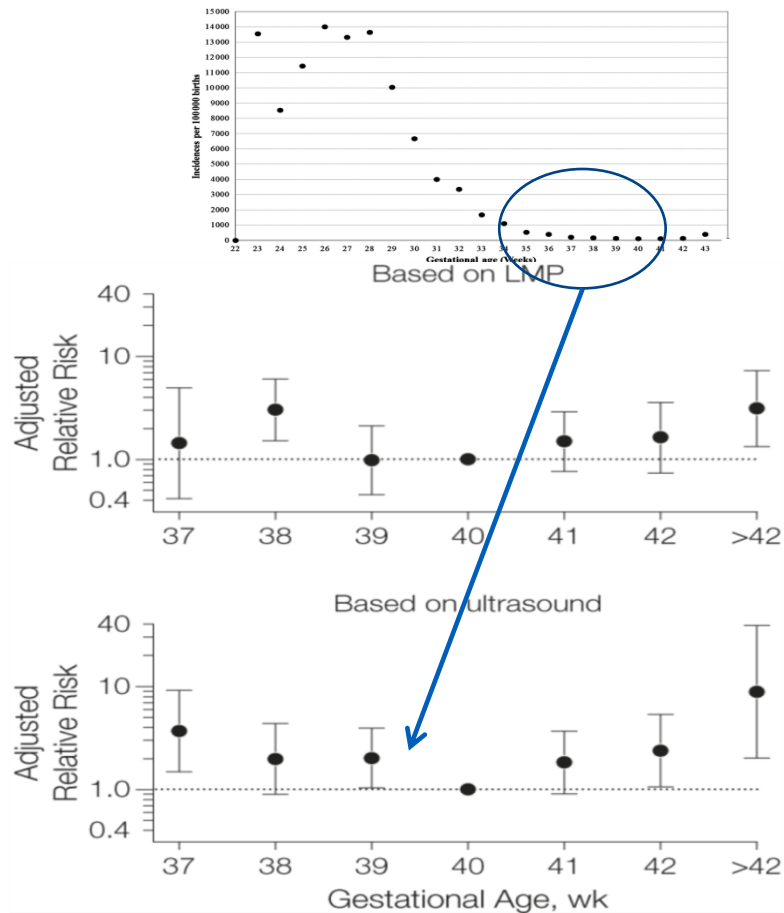 Incidences per 100000 births
15000
14000
13000
12000
11000
10000
9000
8000
7000
6000
5000
4000
3000
2000
1000
0
22 23 24 25 26 27 28 29 30 31 32 33 34 35 36 37 38 39 40 41 42 43
Gestational age (Weeks)
Based on LMP
Adjusted
Relative Risk
40
10
1.0
0.4
37 38 39 40 41 42 >42
Based on ultrasound
Adjusted
Relative Risk
40
10
1.0
0.4
37 38 39 40 41 42 >42
Gestational Age, wk